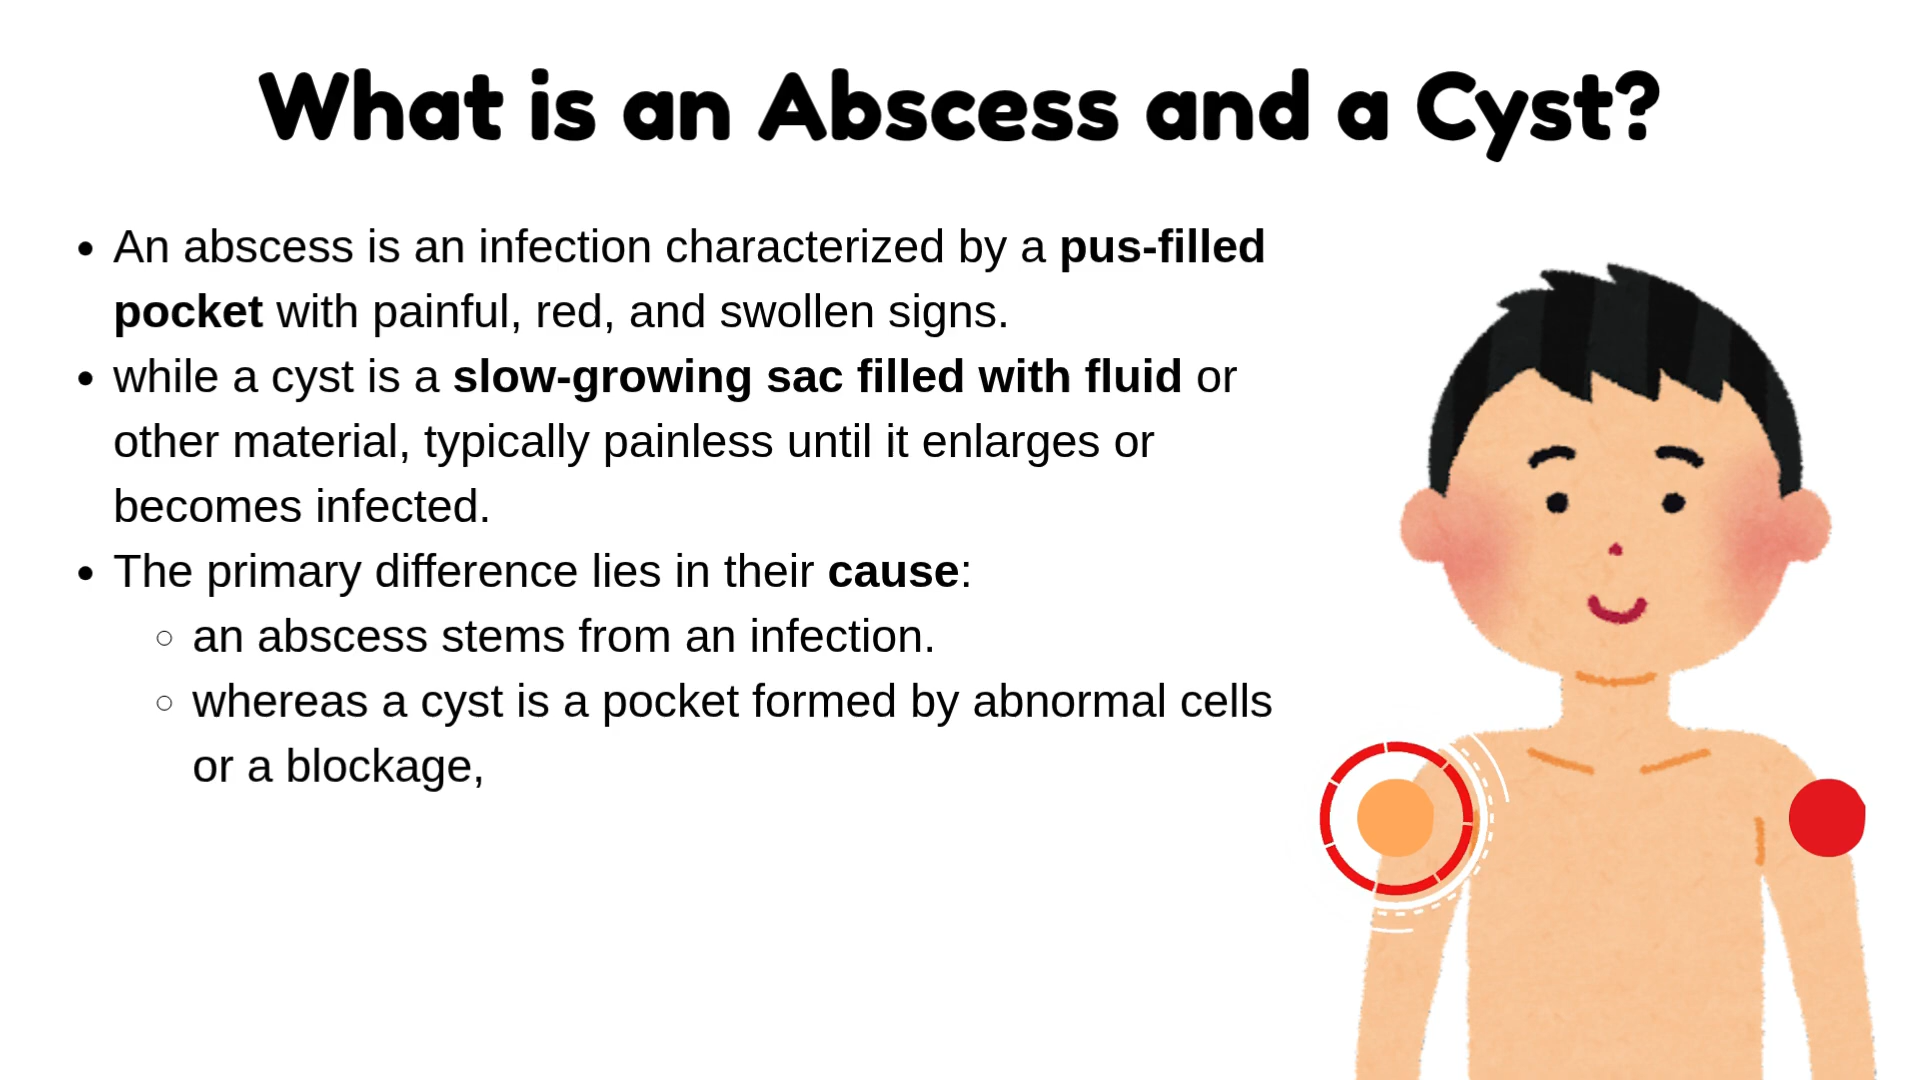 What is an Abscess and a Cyst?
• An abscess is an infection characterized by a pus-filled
pocket with painful, red, and swollen signs.
• while a cyst is a slow-growing sac filled with fluid or
other material, typically painless until it enlarges or
becomes infected.
• The primary difference lies in their cause:
○ an abscess stems from an infection.
○ whereas a cyst is a pocket formed by abnormal cells
or a blockage,